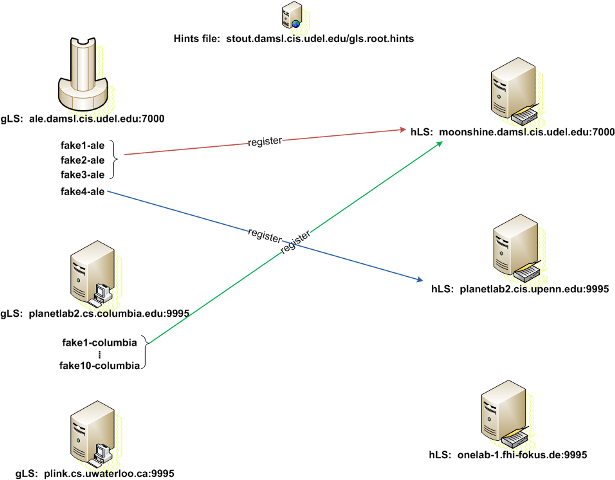 Hints file: stout.damsl.cis.udel.edu/gls.root.hints
gLS: ale.damsl.cis.udel.edu:7000
hLS: moonshine.damsl.cis.udel.edu:7000
fake1-ale
fake2-ale
fake3-ale
fake4-ale
register
register
register
gLS: planetlab2.cs.columbia.edu:9995
hLS: planetlab2.cis.upenn.edu:9995
fake1-columbia
fake10-columbia
gLS: plink.cs.uwaterloo.ca:9995
hLS: onelab-1.fhi-fokus.de:9995